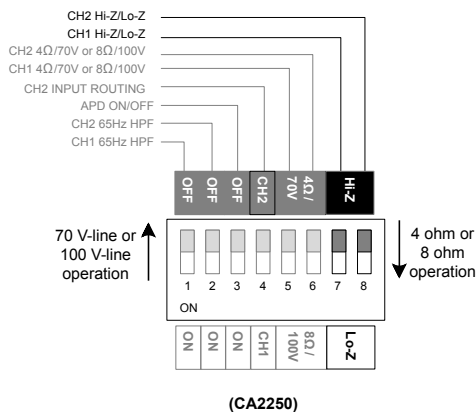 CH2 Hi-Z/Lo-Z
CH1 Hi-Z/Lo-Z
CH2 4Ω/70V or 8Ω/100V
CH1 4Ω/70V or 8Ω/100V
CH2 INPUT ROUTING
APD ON/OFF
CH2 65Hz HPF
CH1 65Hz HPF
OFF
OFF
OFF
CH2
4Ω/
70V
Hi-Z
70 V-line or
100 V-line
operation
4 ohm or
8 ohm
operation
1 2 3 4 5 6 7 8
ON
ON
ON
ON
CH1
8Ω/
100V
Lo-Z
(CA2250)